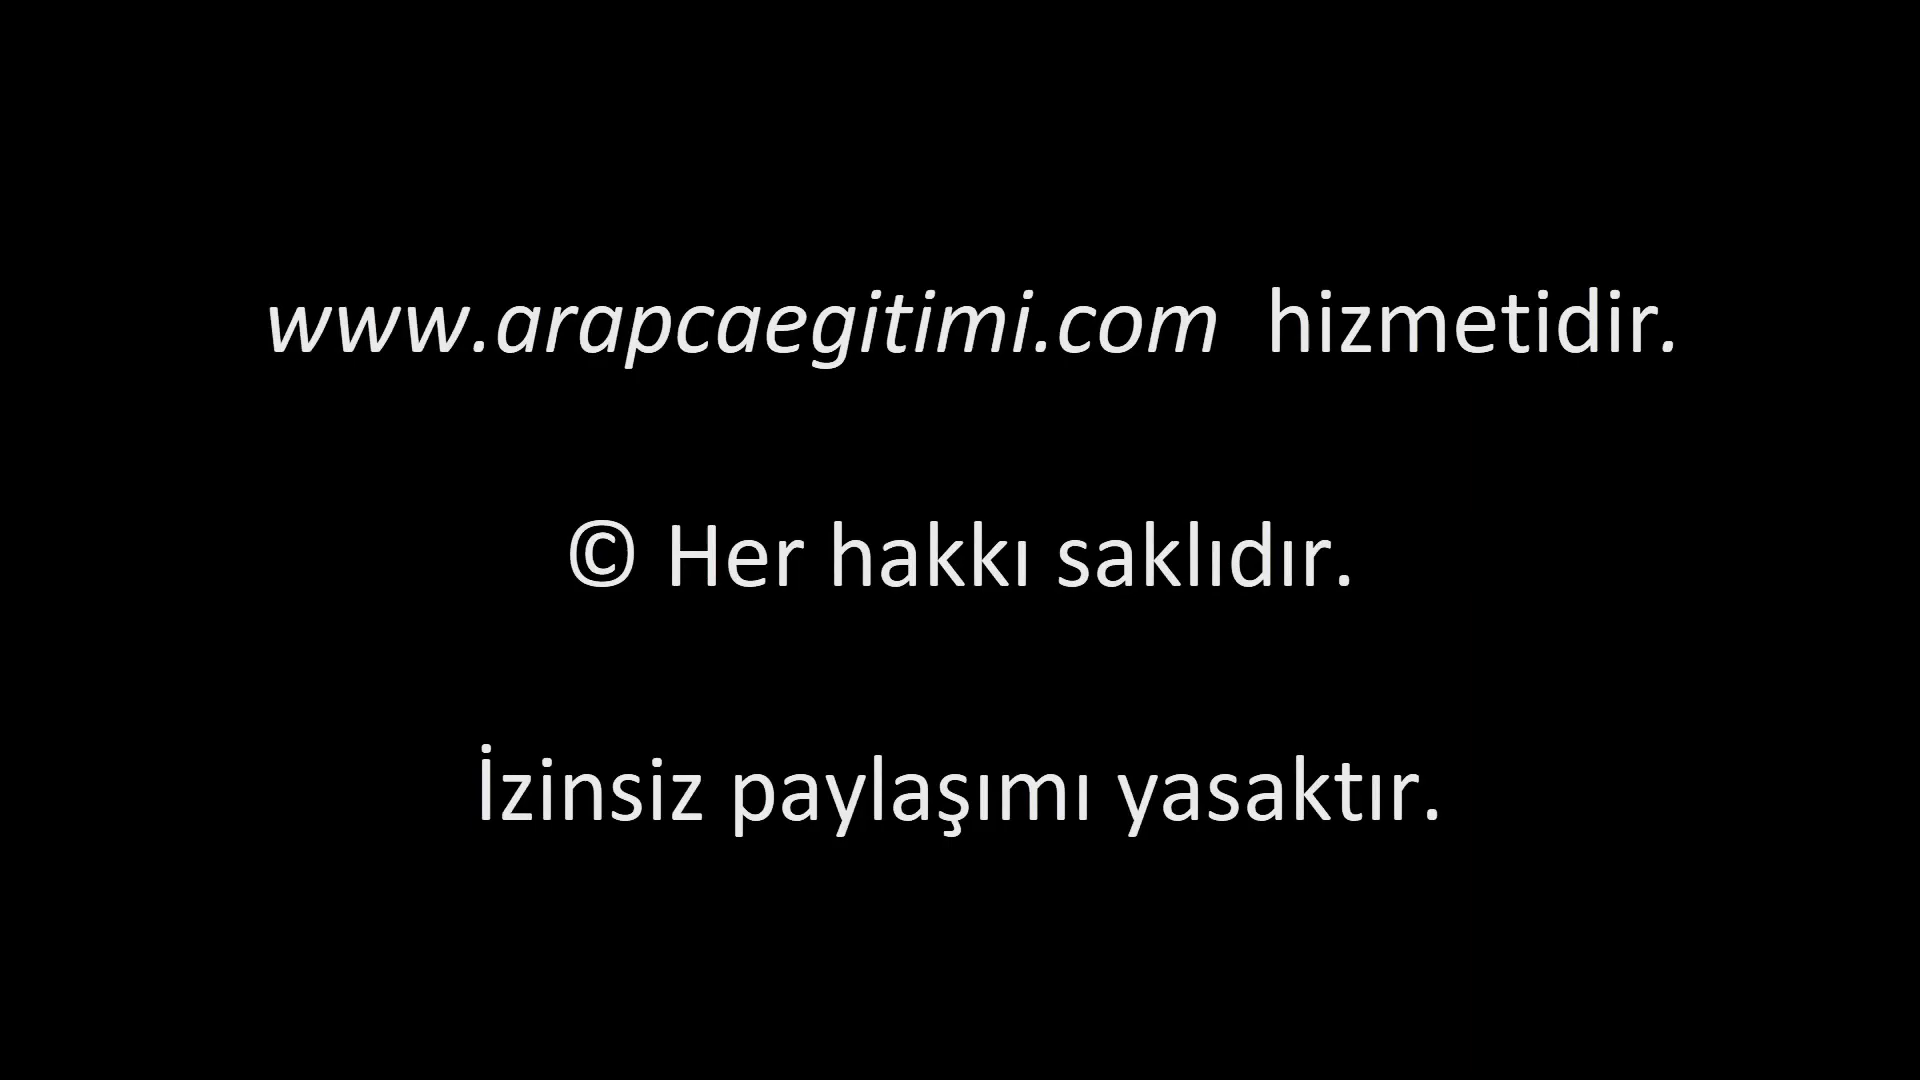 www.arapcaegitimi.com hizmetidir.
© Her hakkı saklıdır.
İzinsiz paylaşımı yasaktır.